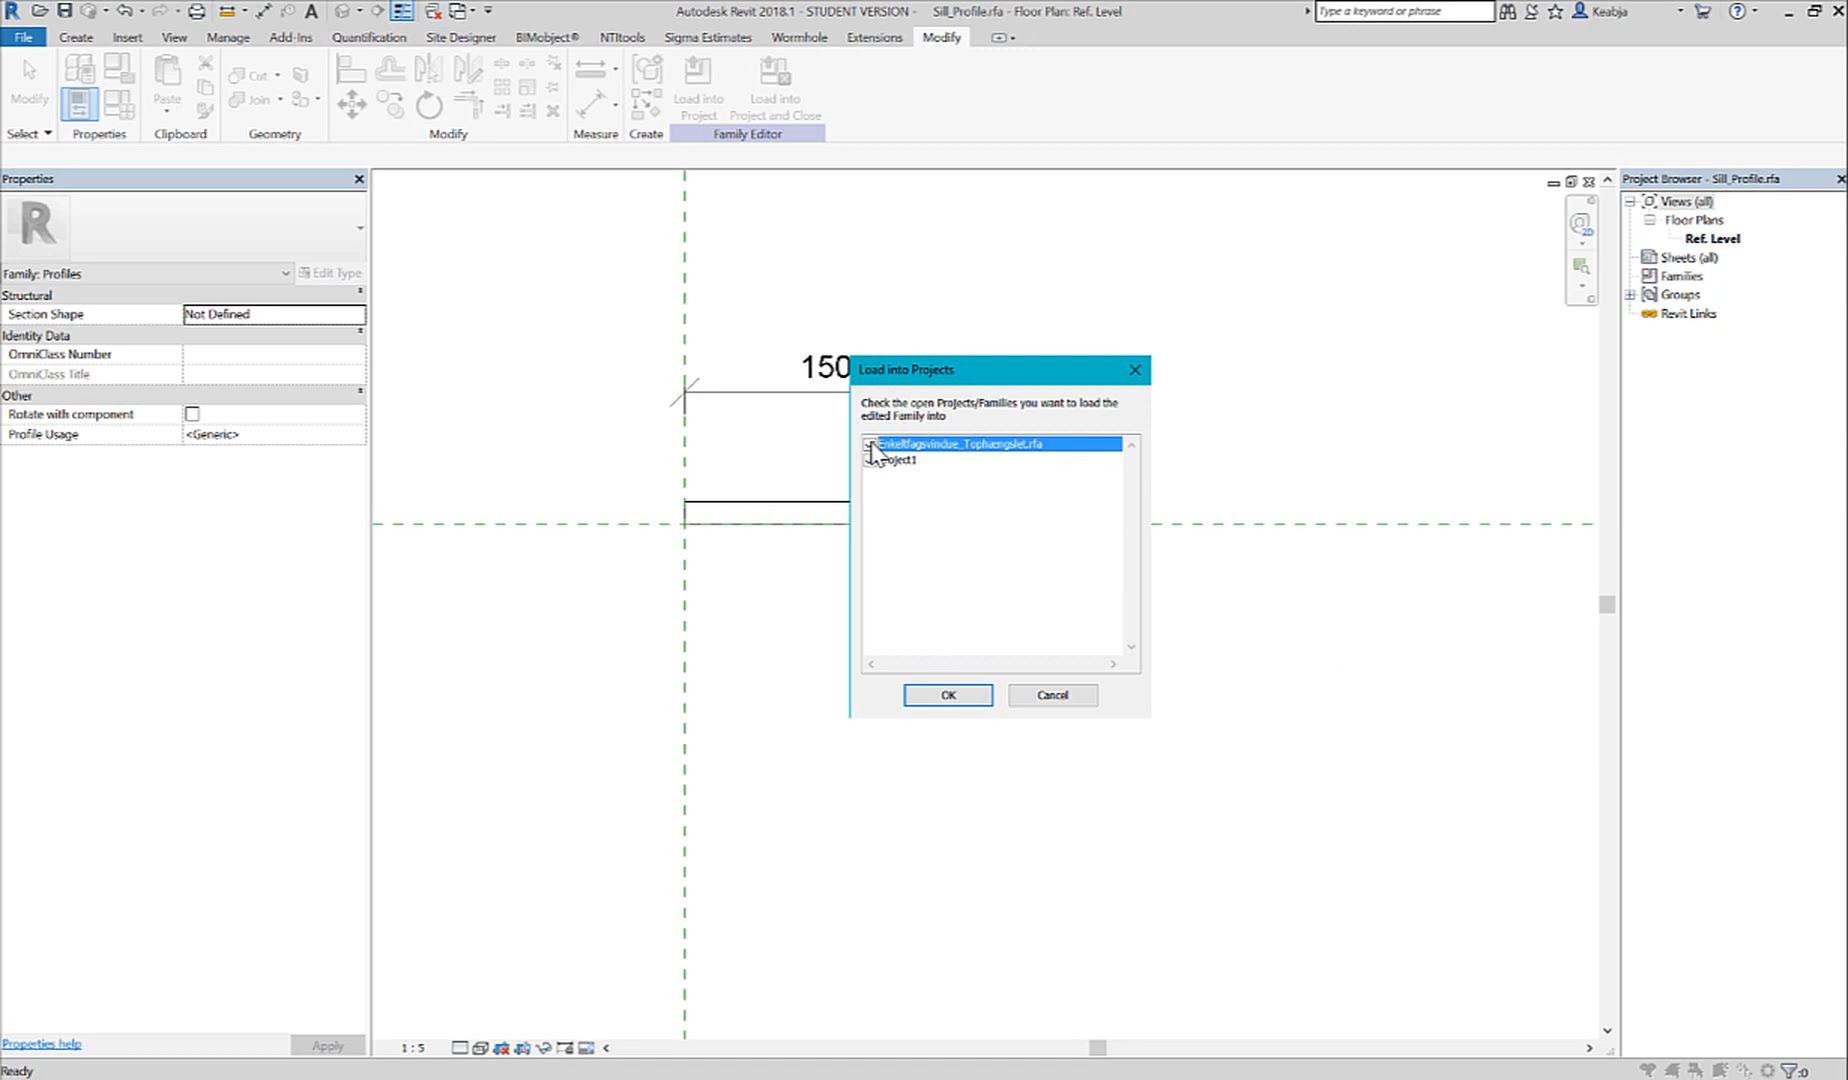 Autodesk Revit 2018.1 - STUDENT VERSION - Sill_Profile.rfa - Floor Plan: Ref. Level
Type a keyword or phrase
Keabja
File Create Insert View Manage Add-Ins Quantification Site Designer BIMobject® NTItools Sigma Estimates Wormhole Extensions Modify
Modify
Paste
Cut
Join
Load into Project
Load into Project and Close
Select Properties Clipboard Geometry Modify Measure Create Family Editor
Properties
Family: Profiles
Edit Type
Structural
Section Shape Not Defined
Identity Data
OmniClass Number
OmniClass Title
Other
Rotate with component
Profile Usage <Generic>
Properties help
Apply
150
2D
Load into Projects
Check the open Projects/Families you want to load the
edited Family into
Enkeltfagsvindue_Tophængslet.rfa
OK
Cancel
Project Browser - Sill_Profile.rfa
Views (all)
Floor Plans
Ref. Level
Sheets (all)
Families
Groups
Revit Links
1 : 5
Ready
:0